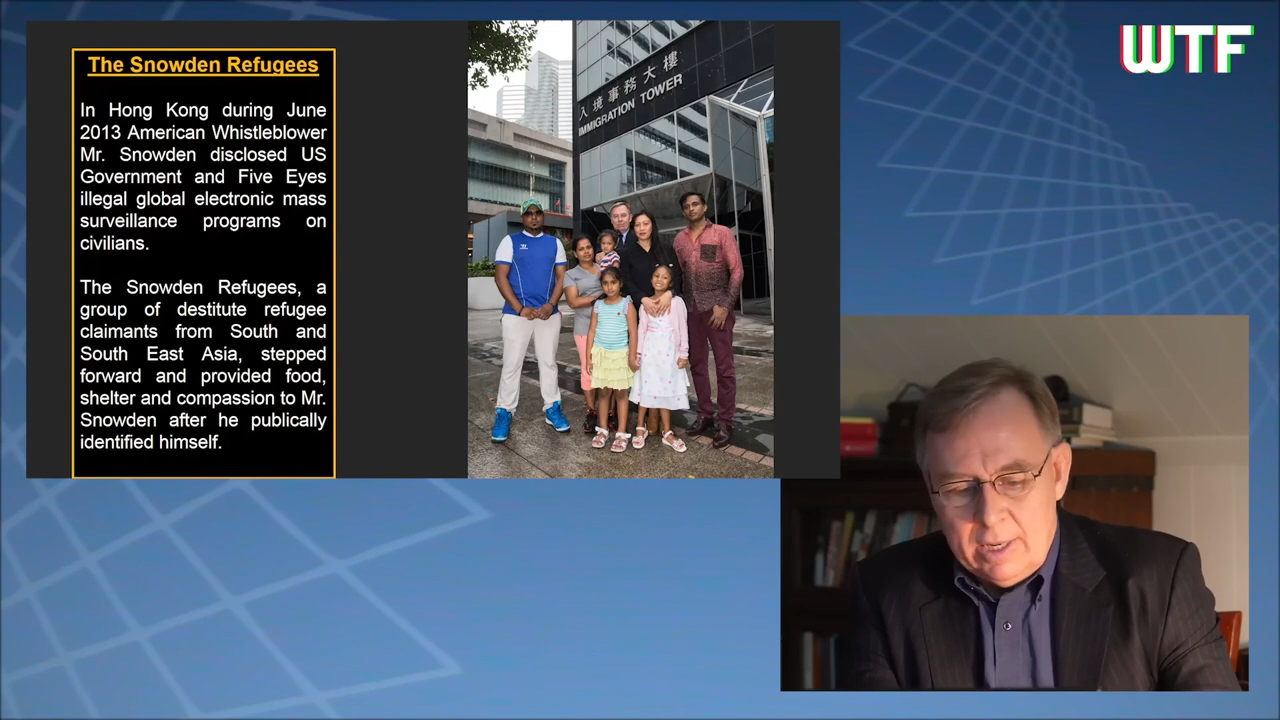 The Snowden Refugees
In Hong Kong during June
2013 American Whistleblower
Mr. Snowden disclosed US
Government and Five Eyes
illegal global electronic mass
surveillance programs on
civilians.
The Snowden Refugees, a
group of destitute refugee
claimants from South and
South East Asia, stepped
forward and provided food,
shelter and compassion to Mr.
Snowden after he publically
identified himself.
入境事務大樓
IMMIGRATION TOWER
WTF